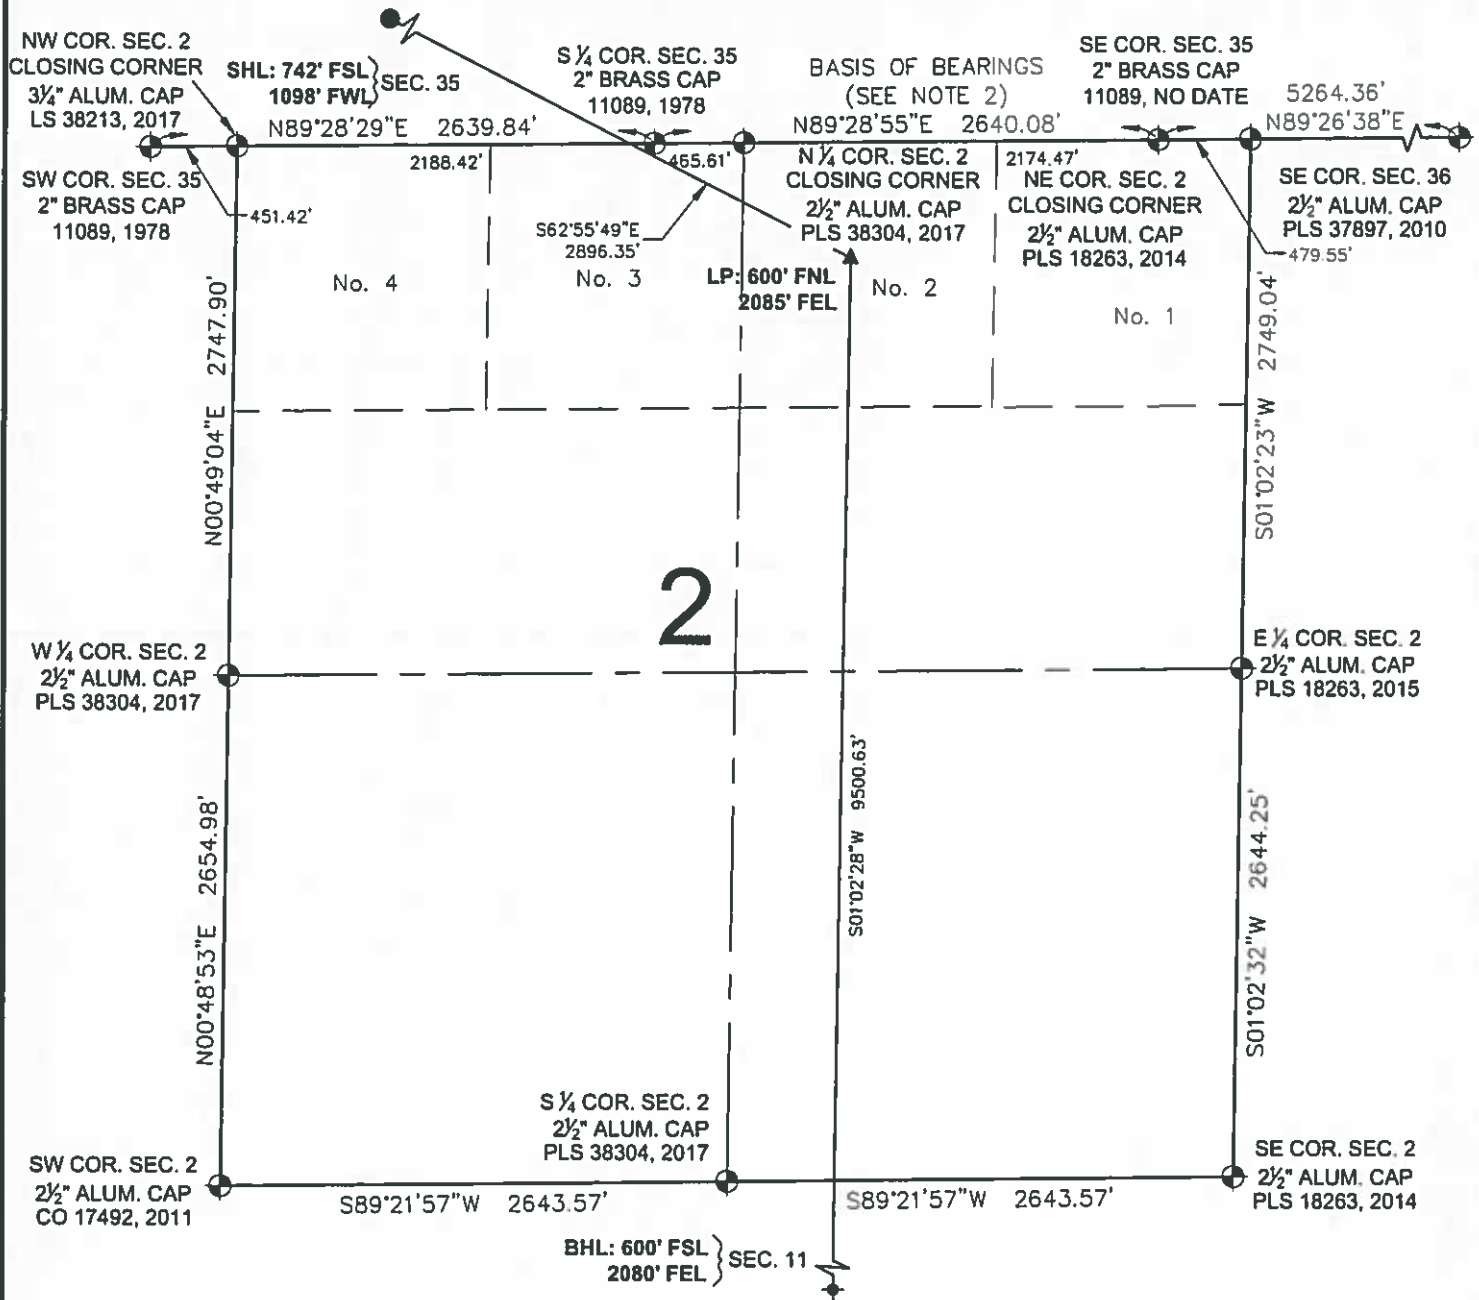 NW COR. SEC. 2
CLOSING CORNER
3¼" ALUM. CAP
LS 38213, 2017
SHL: 742' FSL
1098' FWL
SEC. 35
S ¼ COR. SEC. 35
2" BRASS CAP
11089, 1978
BASIS OF BEARINGS
(SEE NOTE 2)
SE COR. SEC. 35
2" BRASS CAP
11089, NO DATE
5264.36'
N89°26'38"E
N89°28'29"E 2639.84'
N89°28'55"E 2640.08'
SW COR. SEC. 35
2" BRASS CAP
11089, 1978
451.42'
2188.42'
465.61'
N ¼ COR. SEC. 2
CLOSING CORNER
2½" ALUM. CAP
PLS 38304, 2017
2174.47'
NE COR. SEC. 2
CLOSING CORNER
2½" ALUM. CAP
PLS 18263, 2014
SE COR. SEC. 36
2½" ALUM. CAP
PLS 37897, 2010
479.55'
S62°55'49"E
2896.35'
No. 4
No. 3
LP: 600' FNL
2085' FEL
No. 2
No. 1
N00°49'04"E 2747.90'
S01°02'23"W 2749.04'
2
W ¼ COR. SEC. 2
2½" ALUM. CAP
PLS 38304, 2017
E ¼ COR. SEC. 2
2½" ALUM. CAP
PLS 18263, 2015
N00°48'53"E 2654.98'
S01°02'28"W 9500.63'
S01°02'32"W 2644.25'
S ¼ COR. SEC. 2
2½" ALUM. CAP
PLS 38304, 2017
SW COR. SEC. 2
2½" ALUM. CAP
CO 17492, 2011
SE COR. SEC. 2
2½" ALUM. CAP
PLS 18263, 2014
S89°21'57"W 2643.57'
S89°21'57"W 2643.57'
BHL: 600' FSL
2080' FEL
SEC. 11